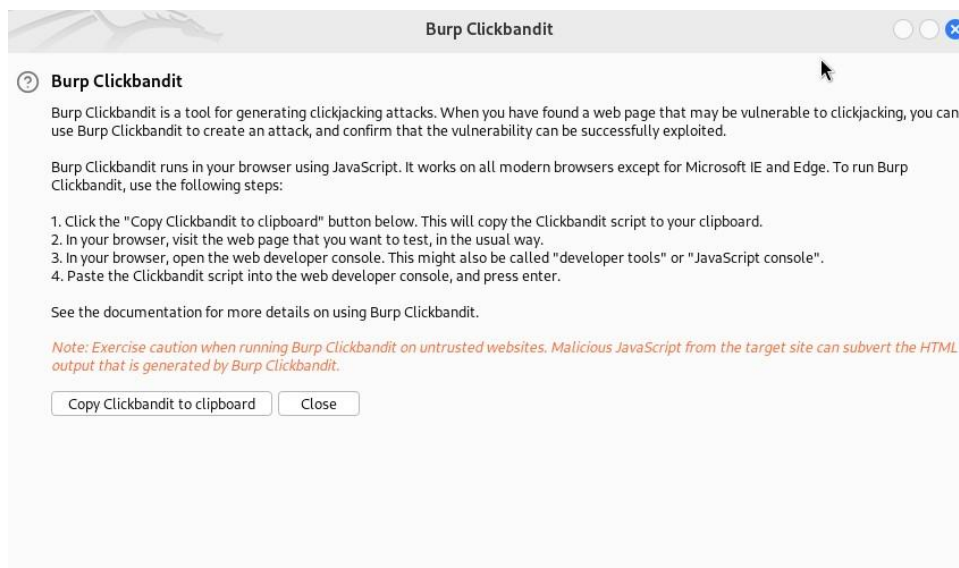 Burp Clickbandit
Burp Clickbandit
Burp Clickbandit is a tool for generating clickjacking attacks. When you have found a web page that may be vulnerable to clickjacking, you can
use Burp Clickbandit to create an attack, and confirm that the vulnerability can be successfully exploited.
Burp Clickbandit runs in your browser using JavaScript. It works on all modern browsers except for Microsoft IE and Edge. To run Burp
Clickbandit, use the following steps:
1. Click the "Copy Clickbandit to clipboard" button below. This will copy the Clickbandit script to your clipboard.
2. In your browser, visit the web page that you want to test, in the usual way.
3. In your browser, open the web developer console. This might also be called "developer tools" or "JavaScript console".
4. Paste the Clickbandit script into the web developer console, and press enter.
See the documentation for more details on using Burp Clickbandit.
Note: Exercise caution when running Burp Clickbandit on untrusted websites. Malicious JavaScript from the target site can subvert the HTML
output that is generated by Burp Clickbandit.
Copy Clickbandit to clipboard Close